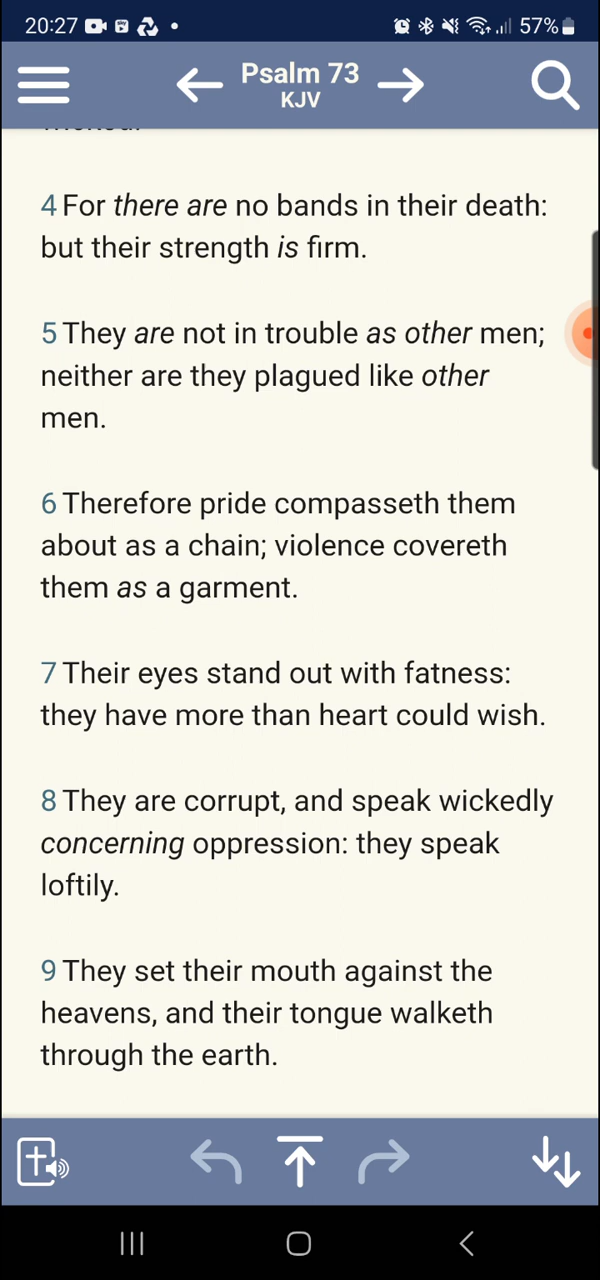 20:27
57%
Psalm 73
KJV
4 For there are no bands in their death:
but their strength is firm.
5 They are not in trouble as other men;
neither are they plagued like other
men.
6 Therefore pride compasseth them
about as a chain; violence covereth
them as a garment.
7 Their eyes stand out with fatness:
they have more than heart could wish.
8 They are corrupt, and speak wickedly
concerning oppression: they speak
loftily.
9 They set their mouth against the
heavens, and their tongue walketh
through the earth.